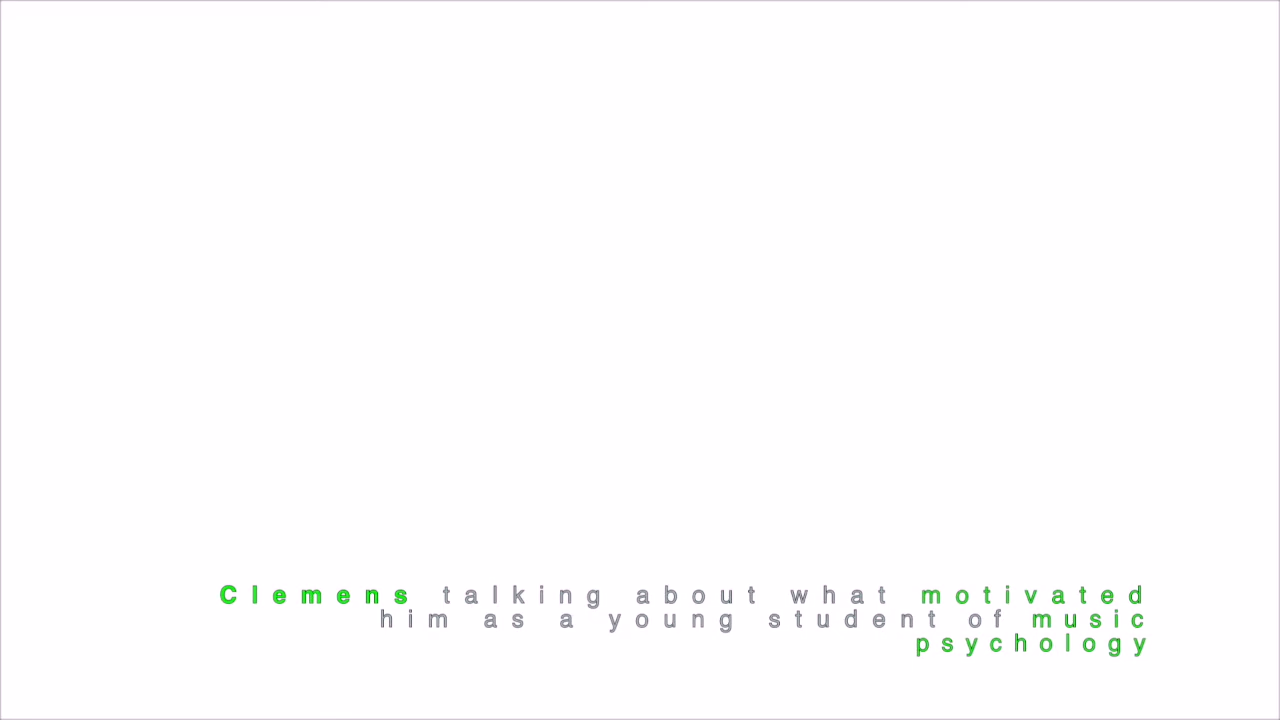 Clemens talking about what motivated
him as a young student of music
psychology